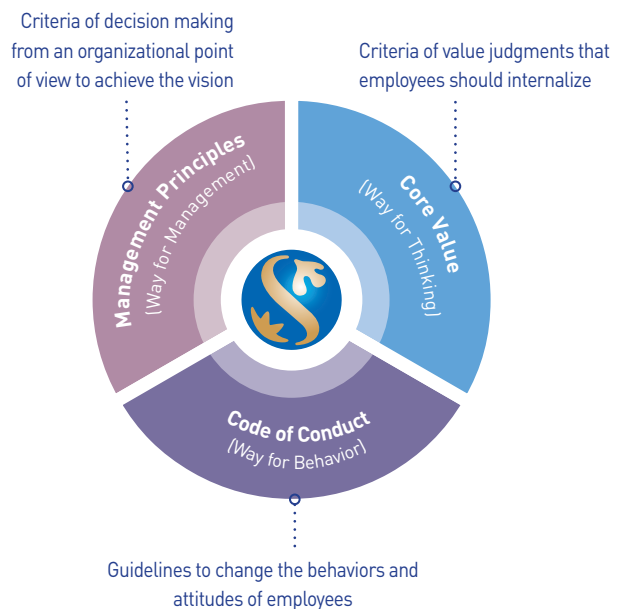 Criteria of decision making
from an organizational point
of view to achieve the vision
Criteria of value judgments that
employees should internalize
Management Principles
(Way for Management)
Core Value
(Way for Thinking)
Code of Conduct
(Way for Behavior)
Guidelines to change the behaviors and
attitudes of employees